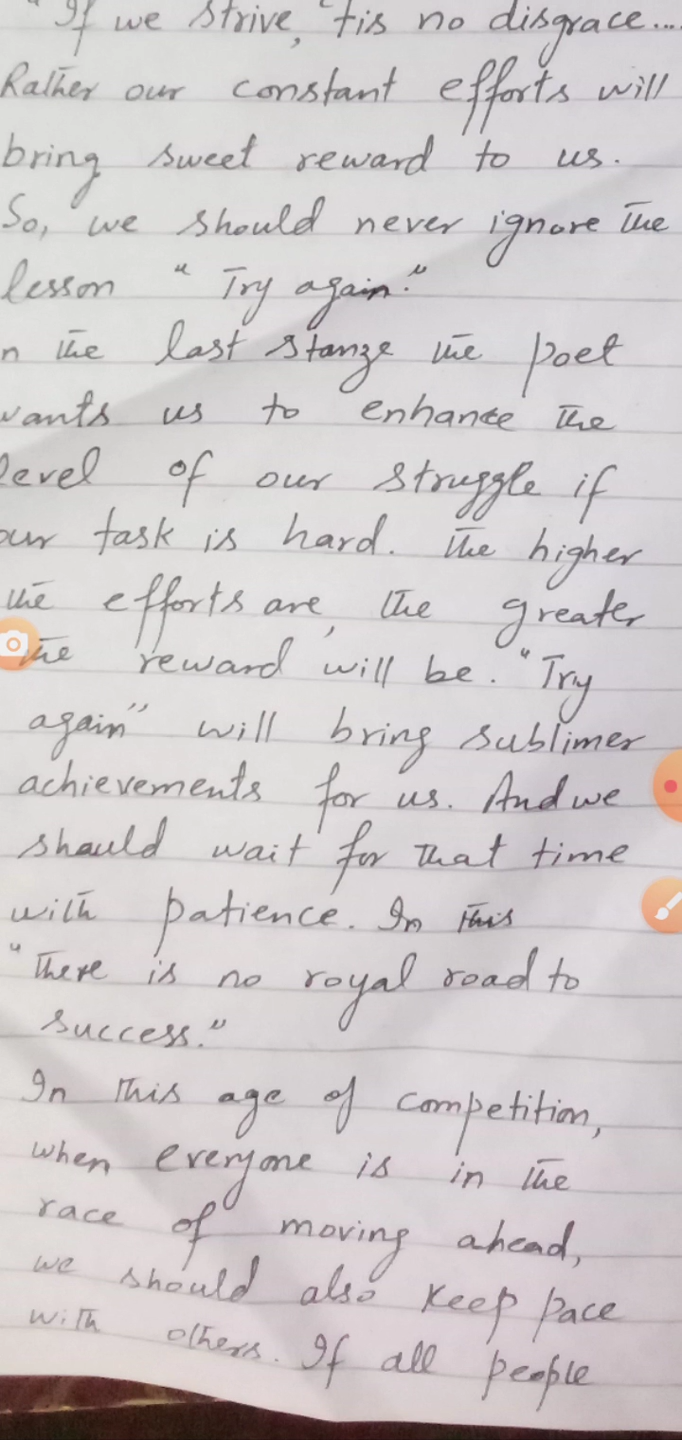 "If we strive, 'tis no disgrace...
Rather our constant efforts will
bring sweet reward to us.
So, we should never ignore the
lesson "Try again."
n the last stanze the poet
wants us to enhance the
level of our struggle if
our task is hard. The higher
the efforts are, the greater
the reward will be. "Try
again" will bring sublimer
achievements for us. And we
should wait for that time
with patience. In this
"There is no royal road to
success."
In this age of competition,
when everyone is in the
race of moving ahead,
we should also keep pace
with others. If all people